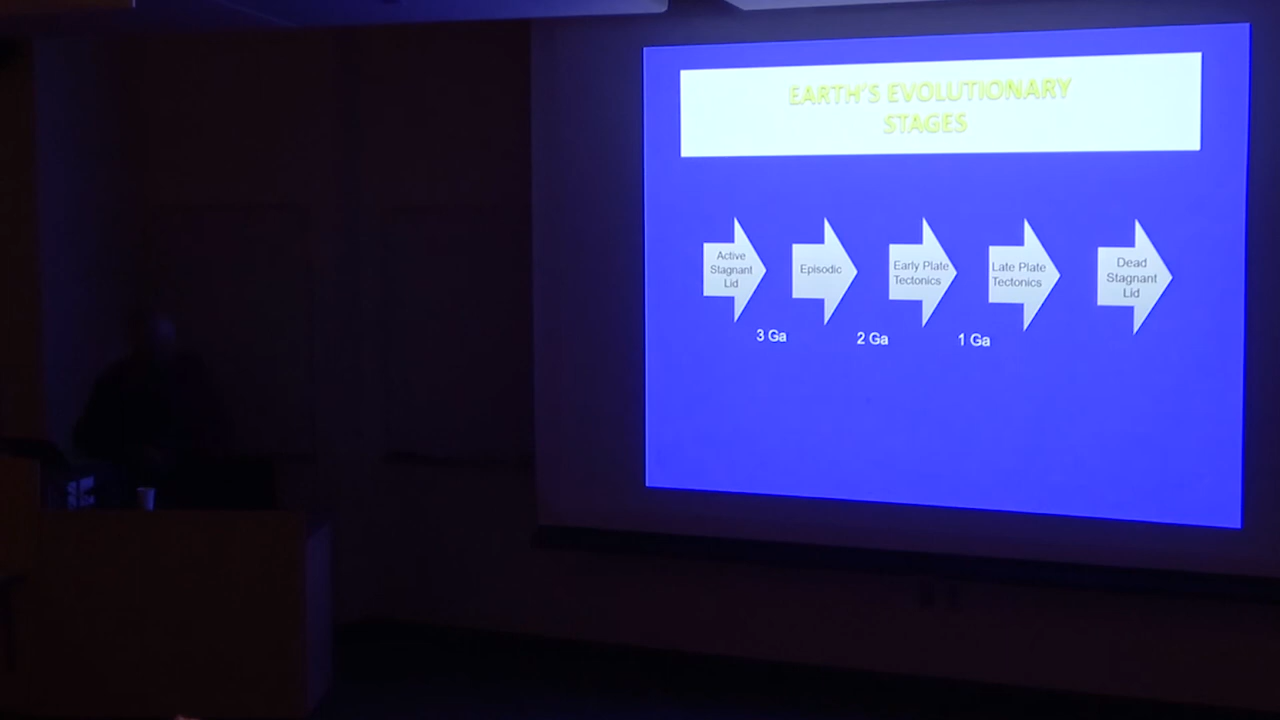 EARTH'S EVOLUTIONARY
STAGES
Active
Stagnant
Lid
Episodic
Early Plate
Tectonics
Late Plate
Tectonics
Dead
Stagnant
Lid
3 Ga
2 Ga
1 Ga